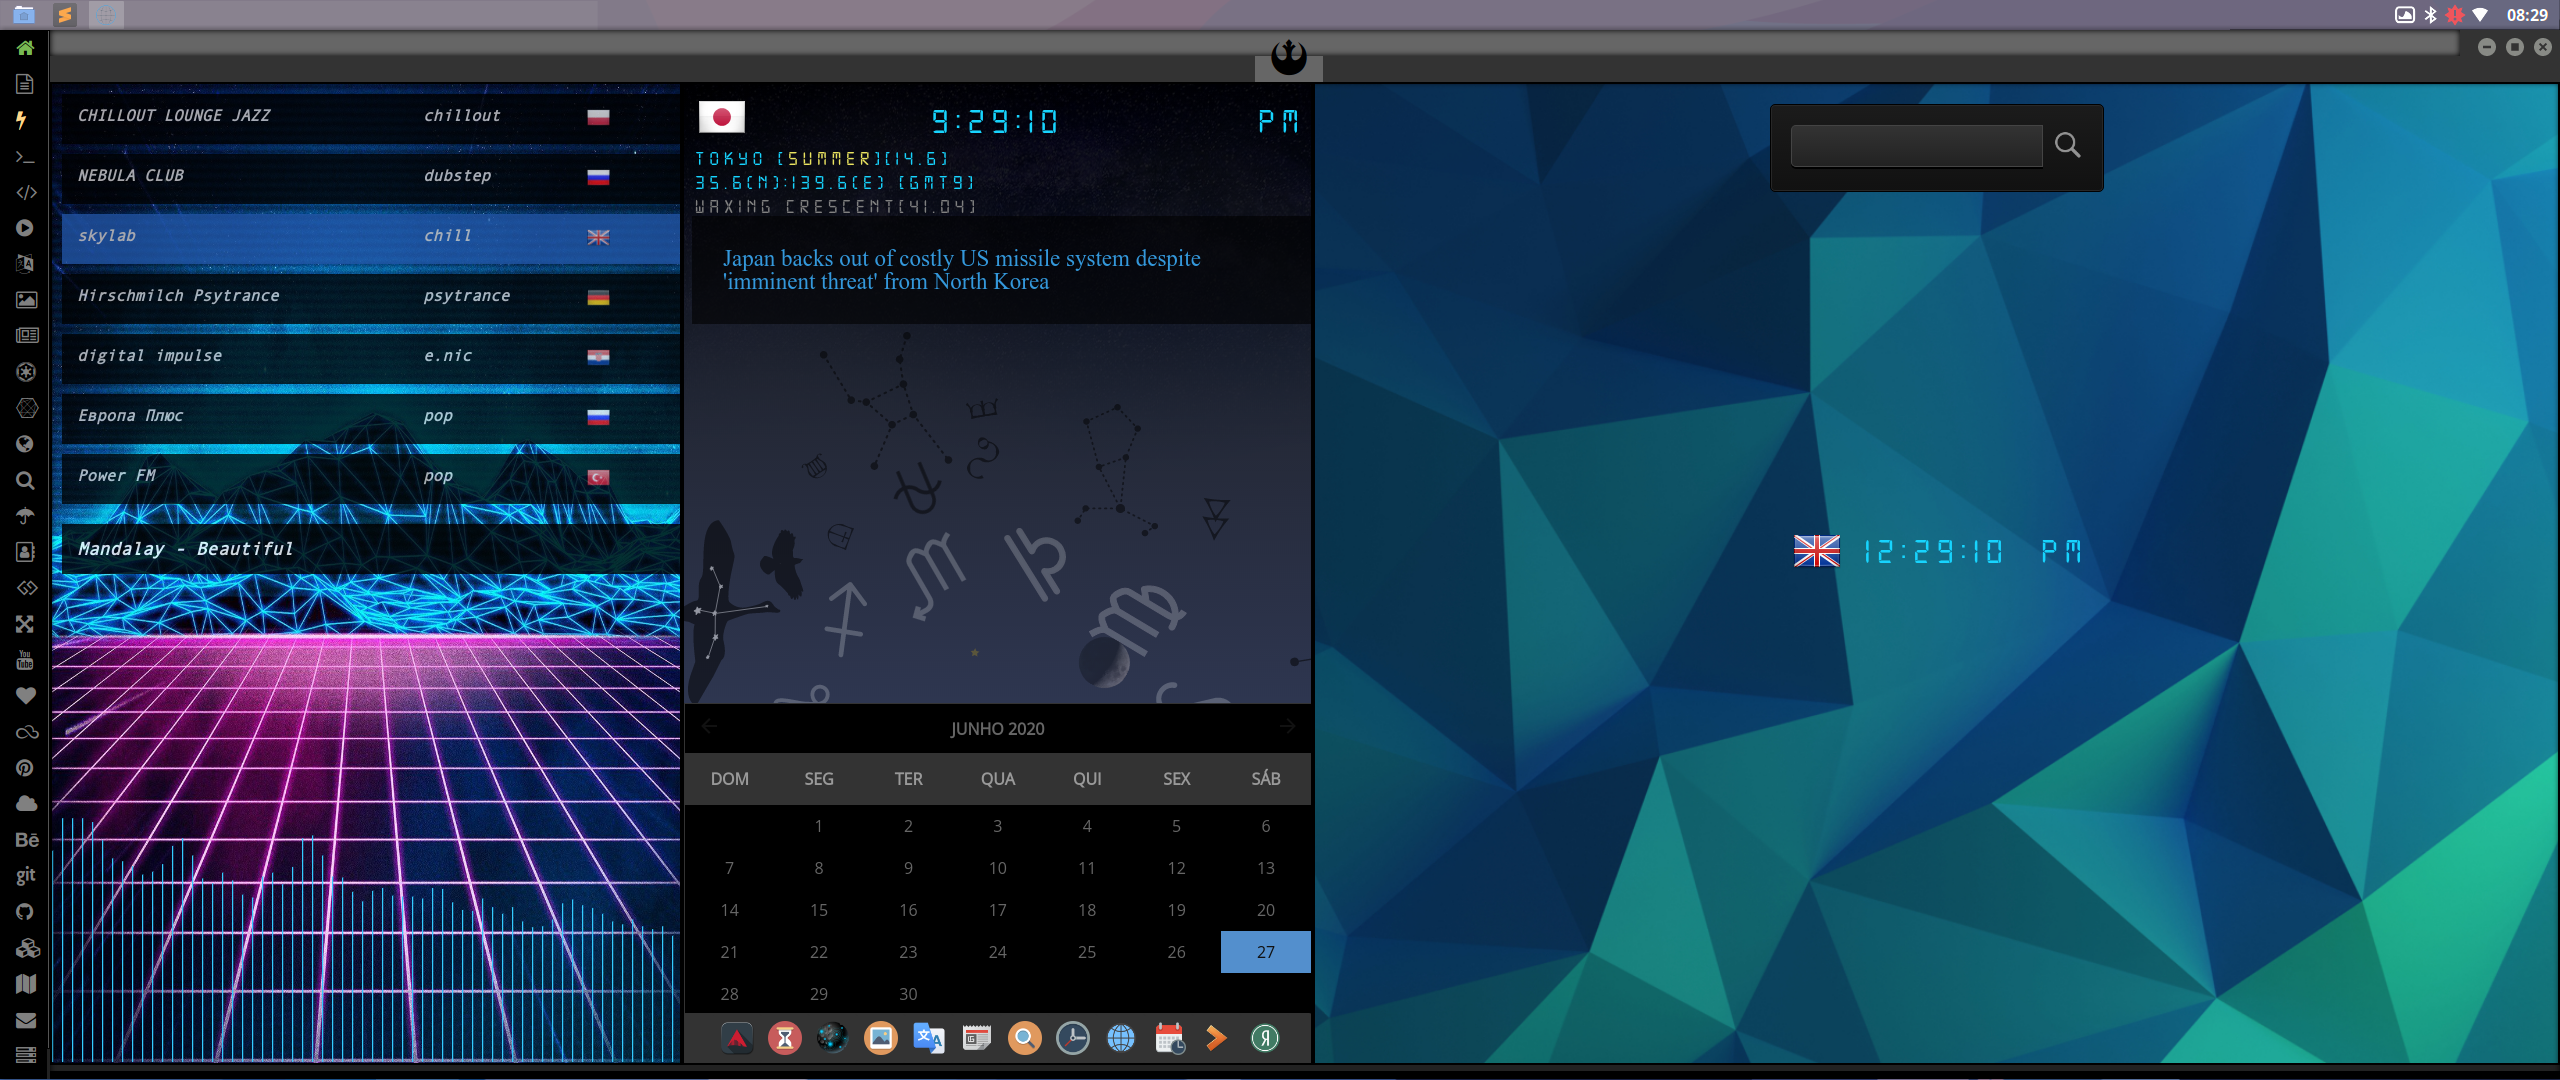 08:29
CHILLOUT LOUNGE JAZZ chillout
NEBULA CLUB dubstep
skylab chill
Hirschmilch Psytrance psytrance
digital impulse e.nic
Европа Плюс pop
Power FM pop
Mandalay - Beautiful
You
Tube
Bē
git
9:29:10 PM
TOKYO [SUMMER][14.6]
35.6(N):139.6(E) [GMT9]
WAXING CRESCENT[41.04]
Japan backs out of costly US missile system despite
'imminent threat' from North Korea
JUNHO 2020
DOM SEG TER QUA QUI SEX SÁB
1 2 3 4 5 6
7 8 9 10 11 12 13
14 15 16 17 18 19 20
21 22 23 24 25 26 27
28 29 30
文 A
Я
12:29:10 PM